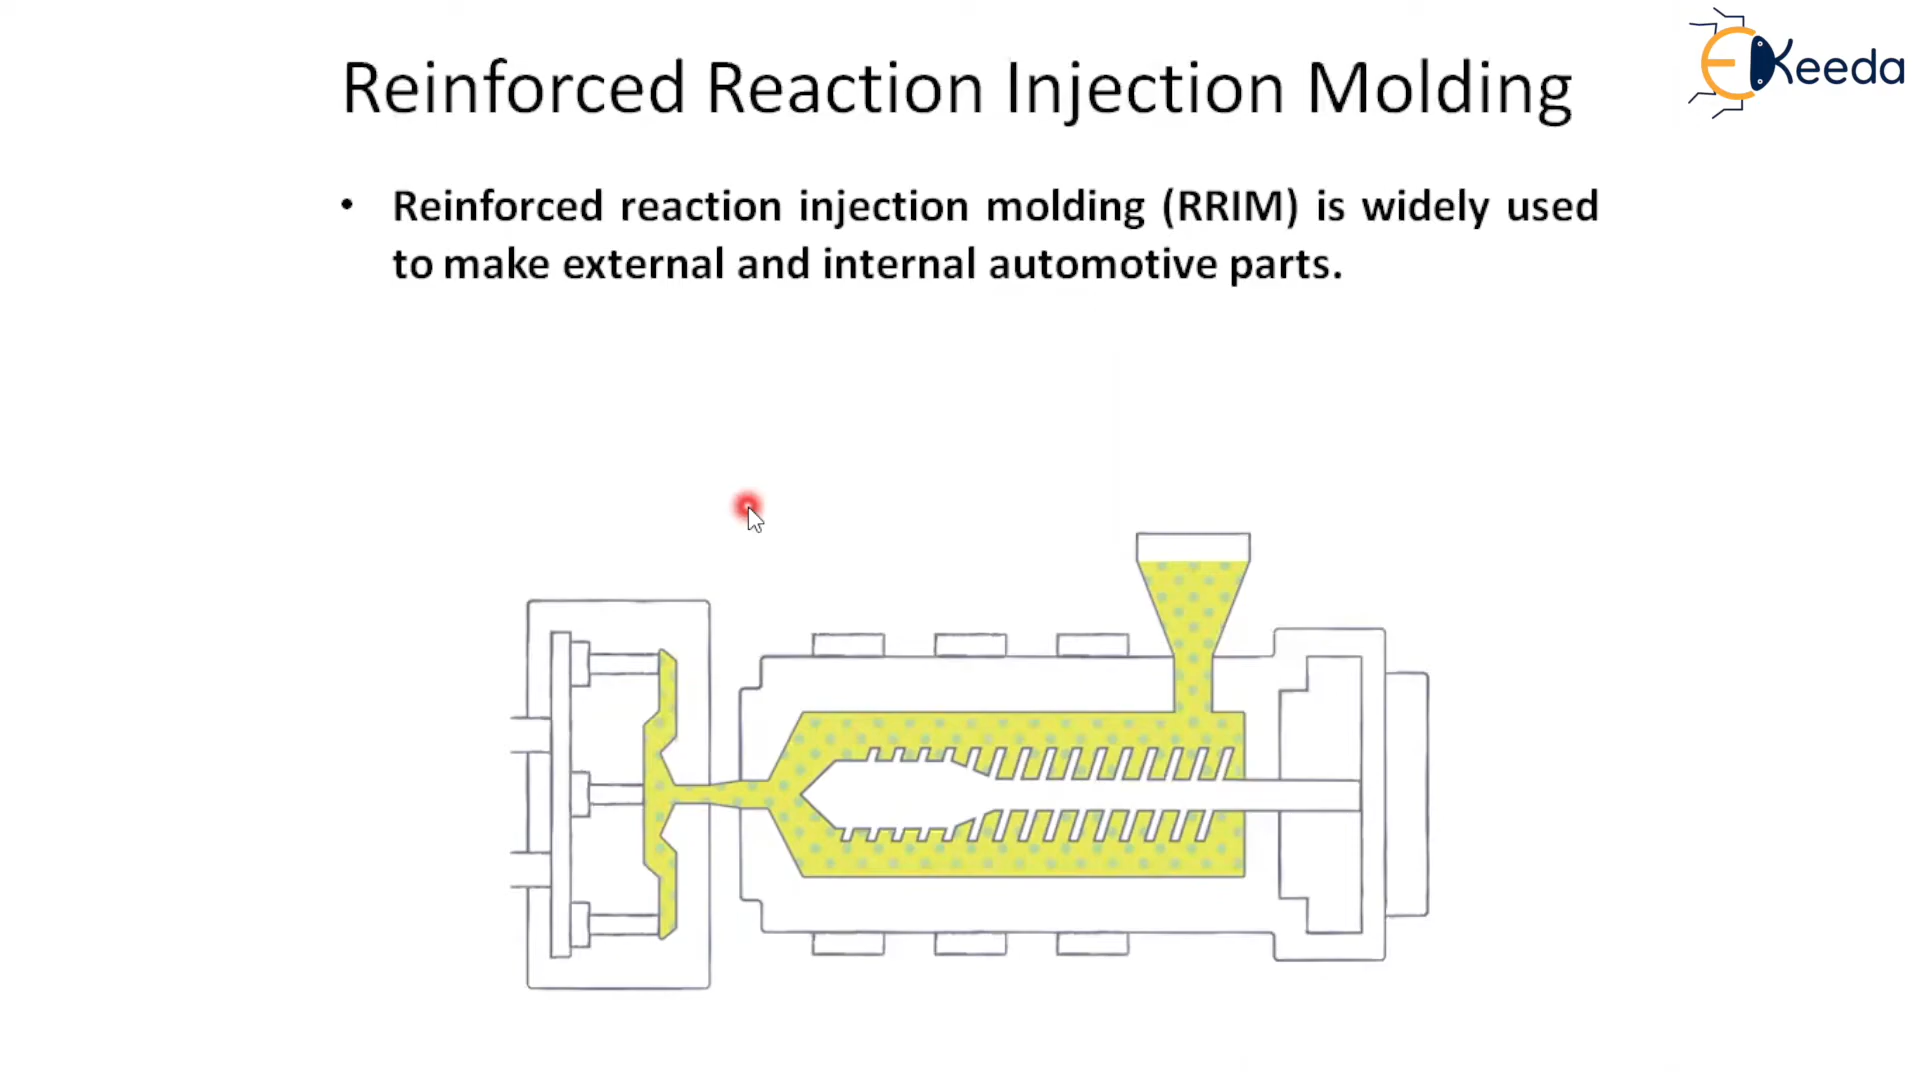 Reinforced Reaction Injection Molding
EKeeda
• Reinforced reaction injection molding (RRIM) is widely used
to make external and internal automotive parts.